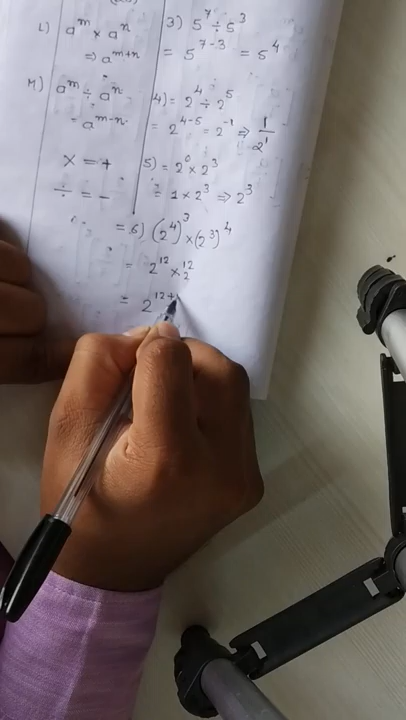 L) a^m × a^n
⇒ a^m+n
M) a^m ÷ a^n
= a^m-n
× = +
÷ = -
3) 5^7 ÷ 5^3
= 5^7-3 = 5^4
4) = 2^4 ÷ 2^5
= 2^4-5 = 2^-1 ⇒ 1/2^1
5) = 2^0 × 2^3
= 1 × 2^3 ⇒ 2^3
= 6) (2^4)^3 × (2^3)^4
= 2^12 × 2^12
= 2^12+